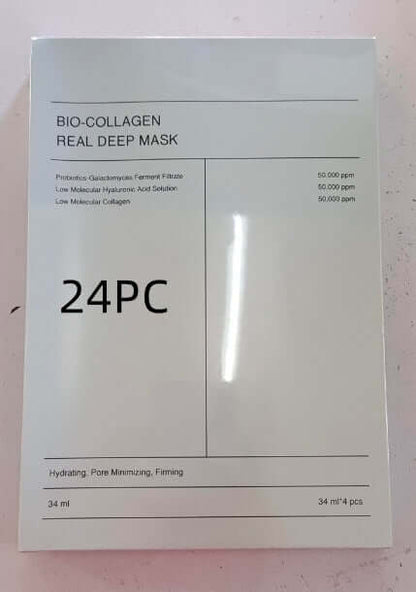 BIO-COLLAGEN
REAL DEEP MASK
Probiotics-Galactomyces Ferment Filtrate 50.000 ppm
Low Molecular Hyaluronic Acid Solution 50.000 ppm
Low Molecular Collagen 50.003 ppm
24PC
Hydrating, Pore Minimizing, Firming
34 ml 34 ml*4 pcs